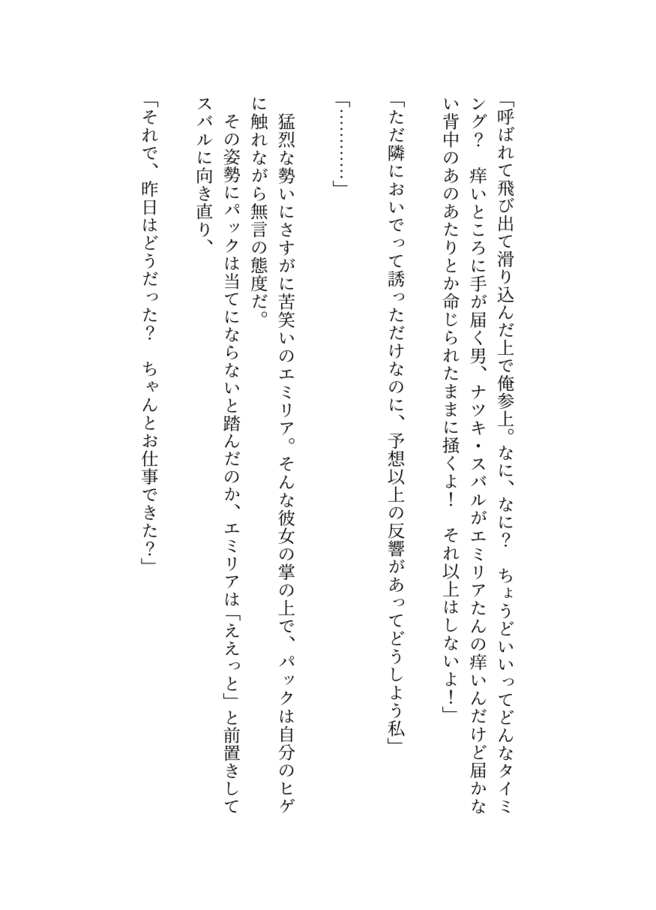 「呼ばれて飛び出て滑り込んだ上で俺参上。なに、なに？　ちょうどいいってどんなタイミ
ング？　痒いところに手が届く男、ナツキ・スバルがエミリアたんの痒いんだけど届かな
い背中のあのあたりとか命じられたままに掻くよ！　それ以上はしないよ！」
「ただ隣においでって誘っただけなのに、予想以上の反響があってどうしよう私」
「…………」
　猛烈な勢いにさすがに苦笑いのエミリア。そんな彼女の掌の上で、パックは自分のヒゲ
に触れながら無言の態度だ。
　その姿勢にパックは当てにならないと踏んだのか、エミリアは「ええっと」と前置きして
スバルに向き直り、
「それで、昨日はどうだった？　ちゃんとお仕事できた？」